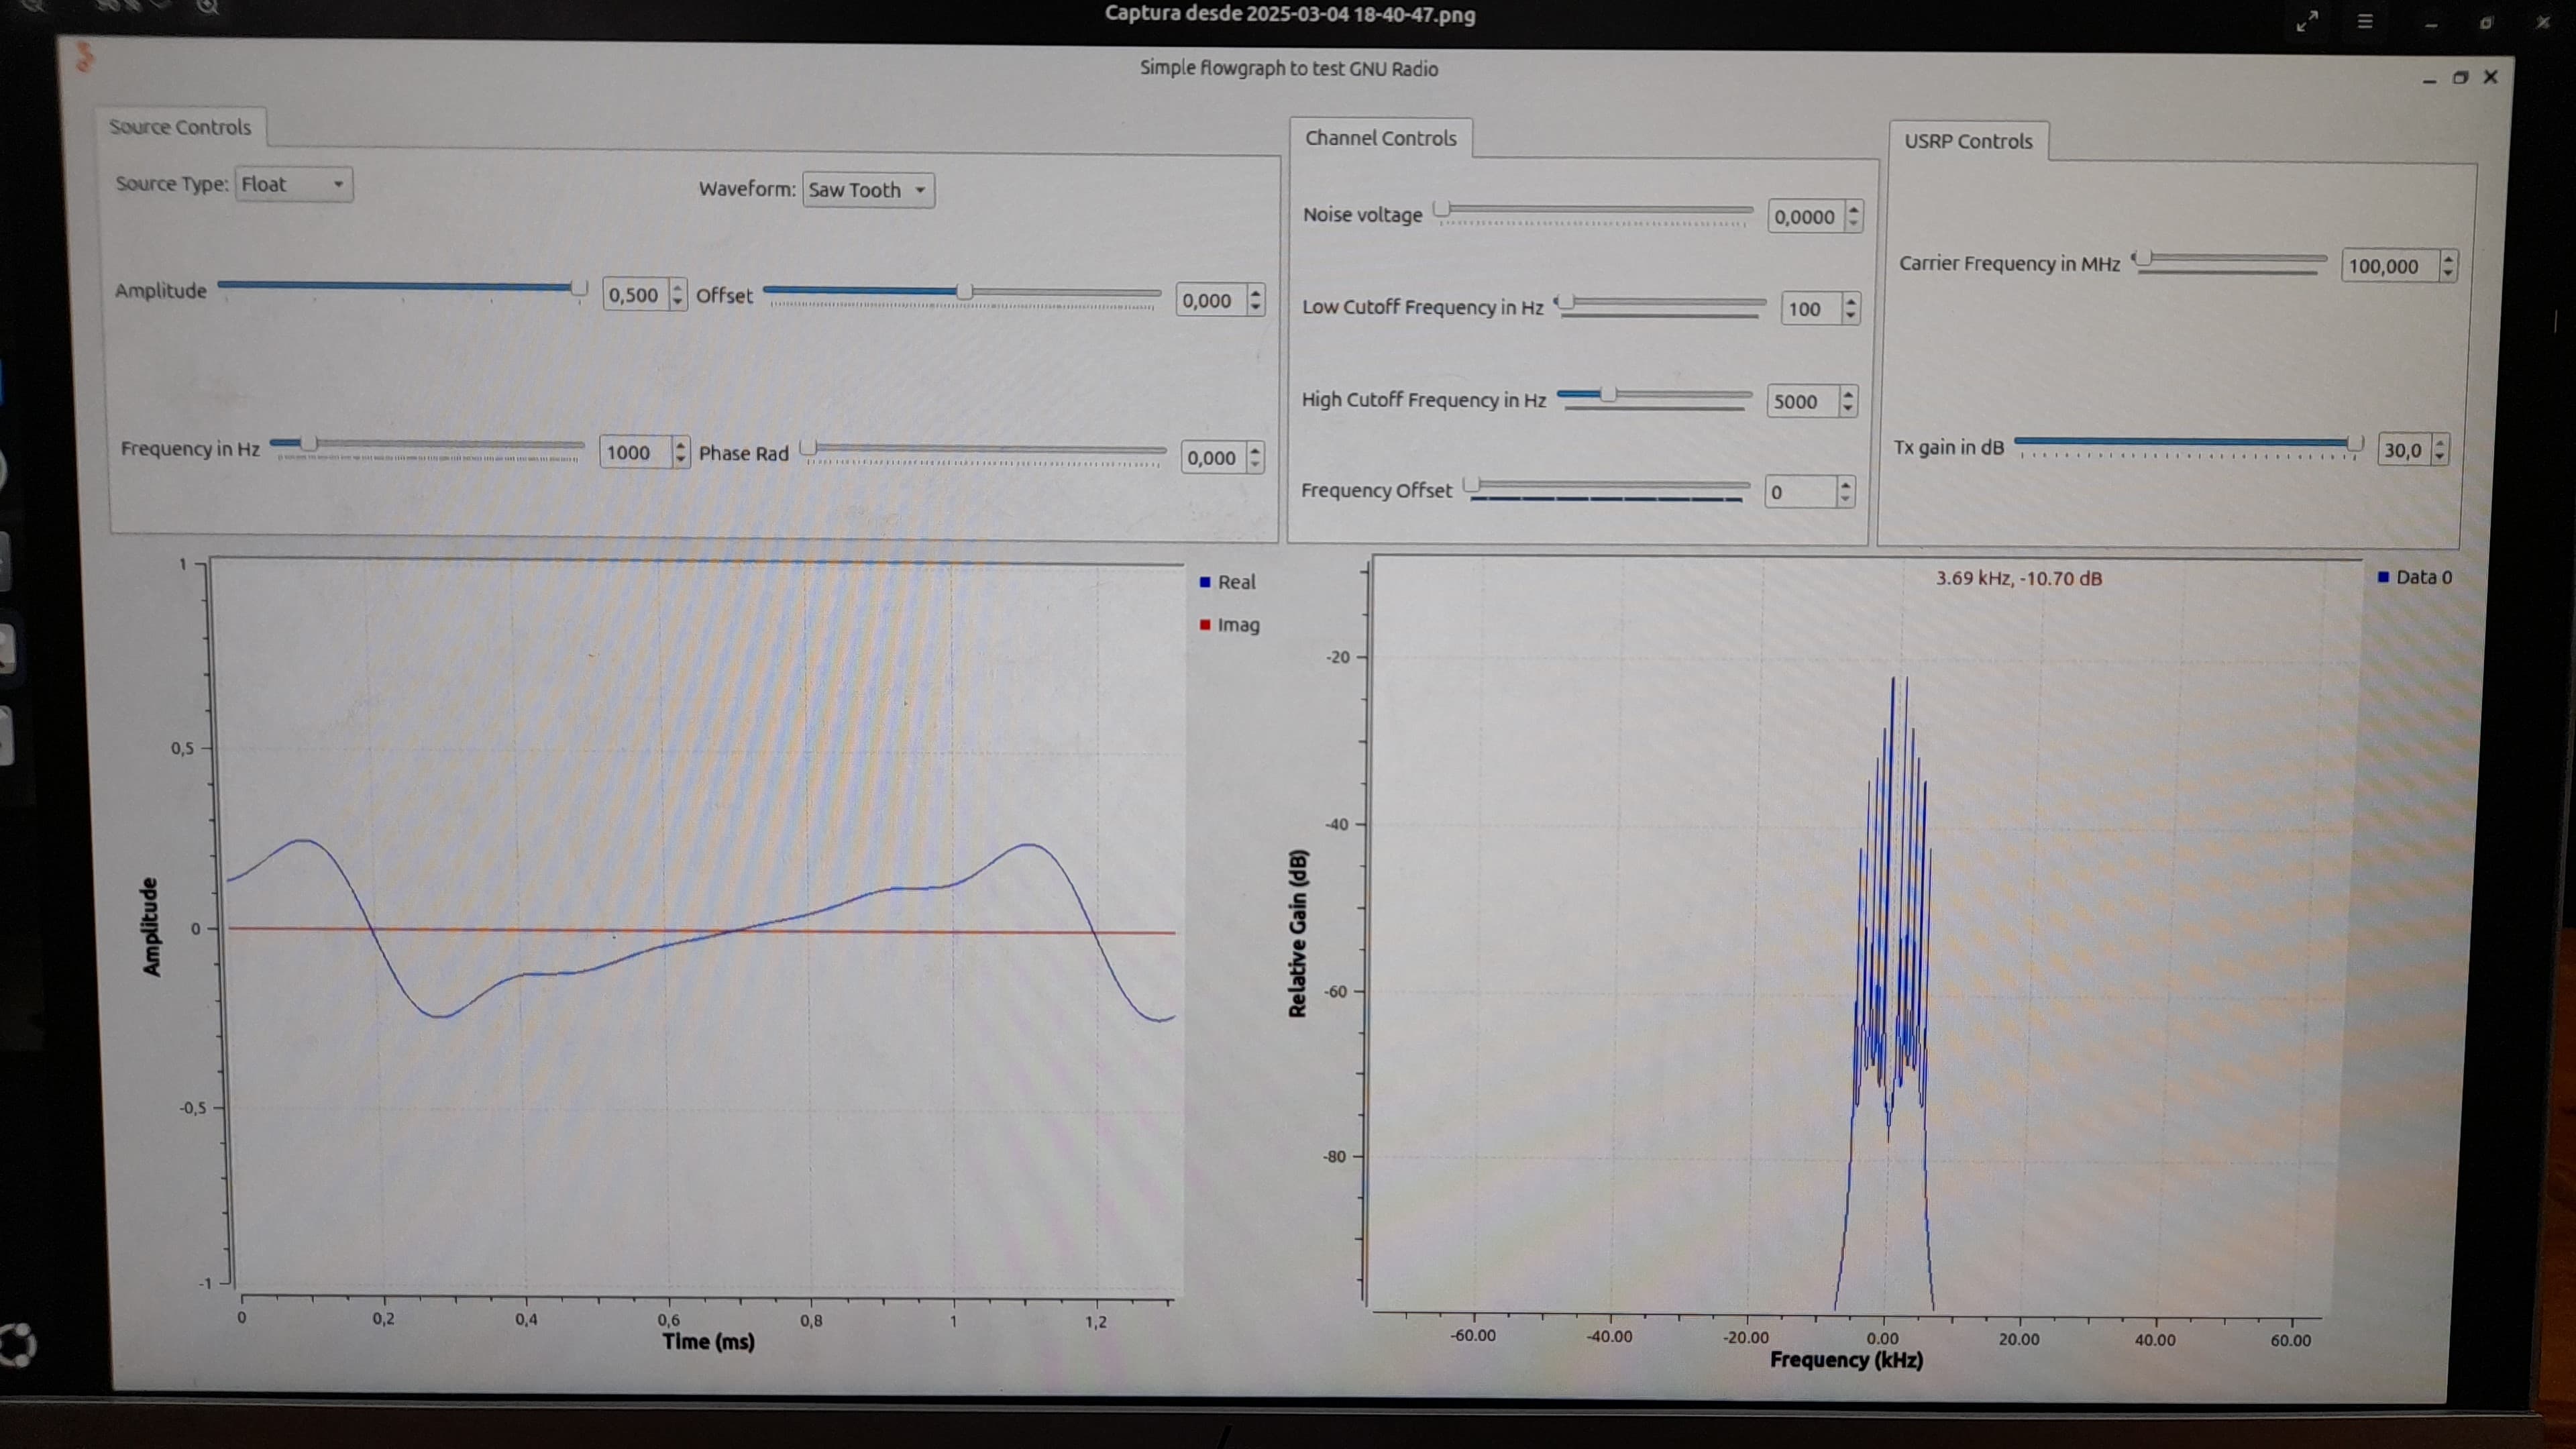 Captura desde 2025-03-04 18-40-47.png
Simple flowgraph to test GNU Radio
Source Controls
Source Type: Float
Waveform: Saw Tooth
Amplitude 0,500 Offset 0,000
Frequency in Hz 1000 Phase Rad 0,000
Channel Controls
Noise voltage 0,0000
Low Cutoff Frequency in Hz 100
High Cutoff Frequency in Hz 5000
Frequency Offset 0
USRP Controls
Carrier Frequency in MHz 100,000
Tx gain in dB 30,0
1
0,5
0
-0,5
-1
Amplitude
0 0,2 0,4 0,6 0,8 1 1,2
Time (ms)
Real
Imag
3.69 kHz, -10.70 dB
Data 0
-20
-40
-60
-80
Relative Gain (dB)
-60.00 -40.00 -20.00 0.00 20.00 40.00 60.00
Frequency (kHz)